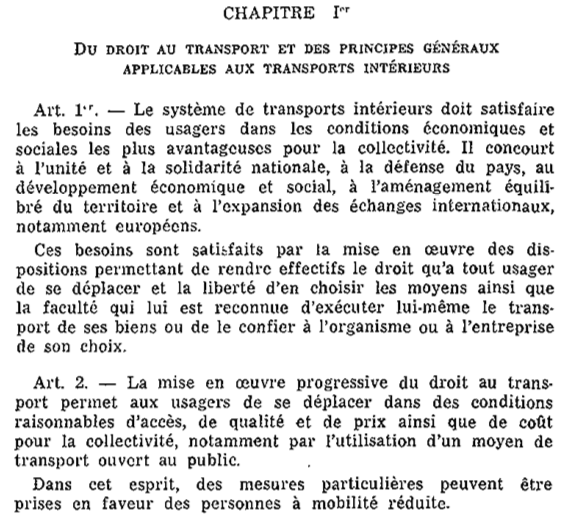 CHAPITRE Ier
DU DROIT AU TRANSPORT ET DES PRINCIPES GÉNÉRAUX
APPLICABLES AUX TRANSPORTS INTÉRIEURS
Art. 1er. — Le système de transports intérieurs doit satisfaire
les besoins des usagers dans les conditions économiques et
sociales les plus avantageuses pour la collectivité. Il concourt
à l'unité et à la solidarité nationale, à la défense du pays, au
développement économique et social, à l'aménagement équili-
bré du territoire et à l'expansion des échanges internationaux,
notamment européens.
Ces besoins sont satisfaits par la mise en œuvre des dis-
positions permettant de rendre effectifs le droit qu'a tout usager
de se déplacer et la liberté d'en choisir les moyens ainsi que
la faculté qui lui est reconnue d'exécuter lui-même le trans-
port de ses biens ou de le confier à l'organisme ou à l'entreprise
de son choix.
Art. 2. — La mise en œuvre progressive du droit au trans-
port permet aux usagers de se déplacer dans des conditions
raisonnables d'accès, de qualité et de prix ainsi que de coût
pour la collectivité, notamment par l'utilisation d'un moyen de
transport ouvert au public.
Dans cet esprit, des mesures particulières peuvent être
prises en faveur des personnes à mobilité réduite.